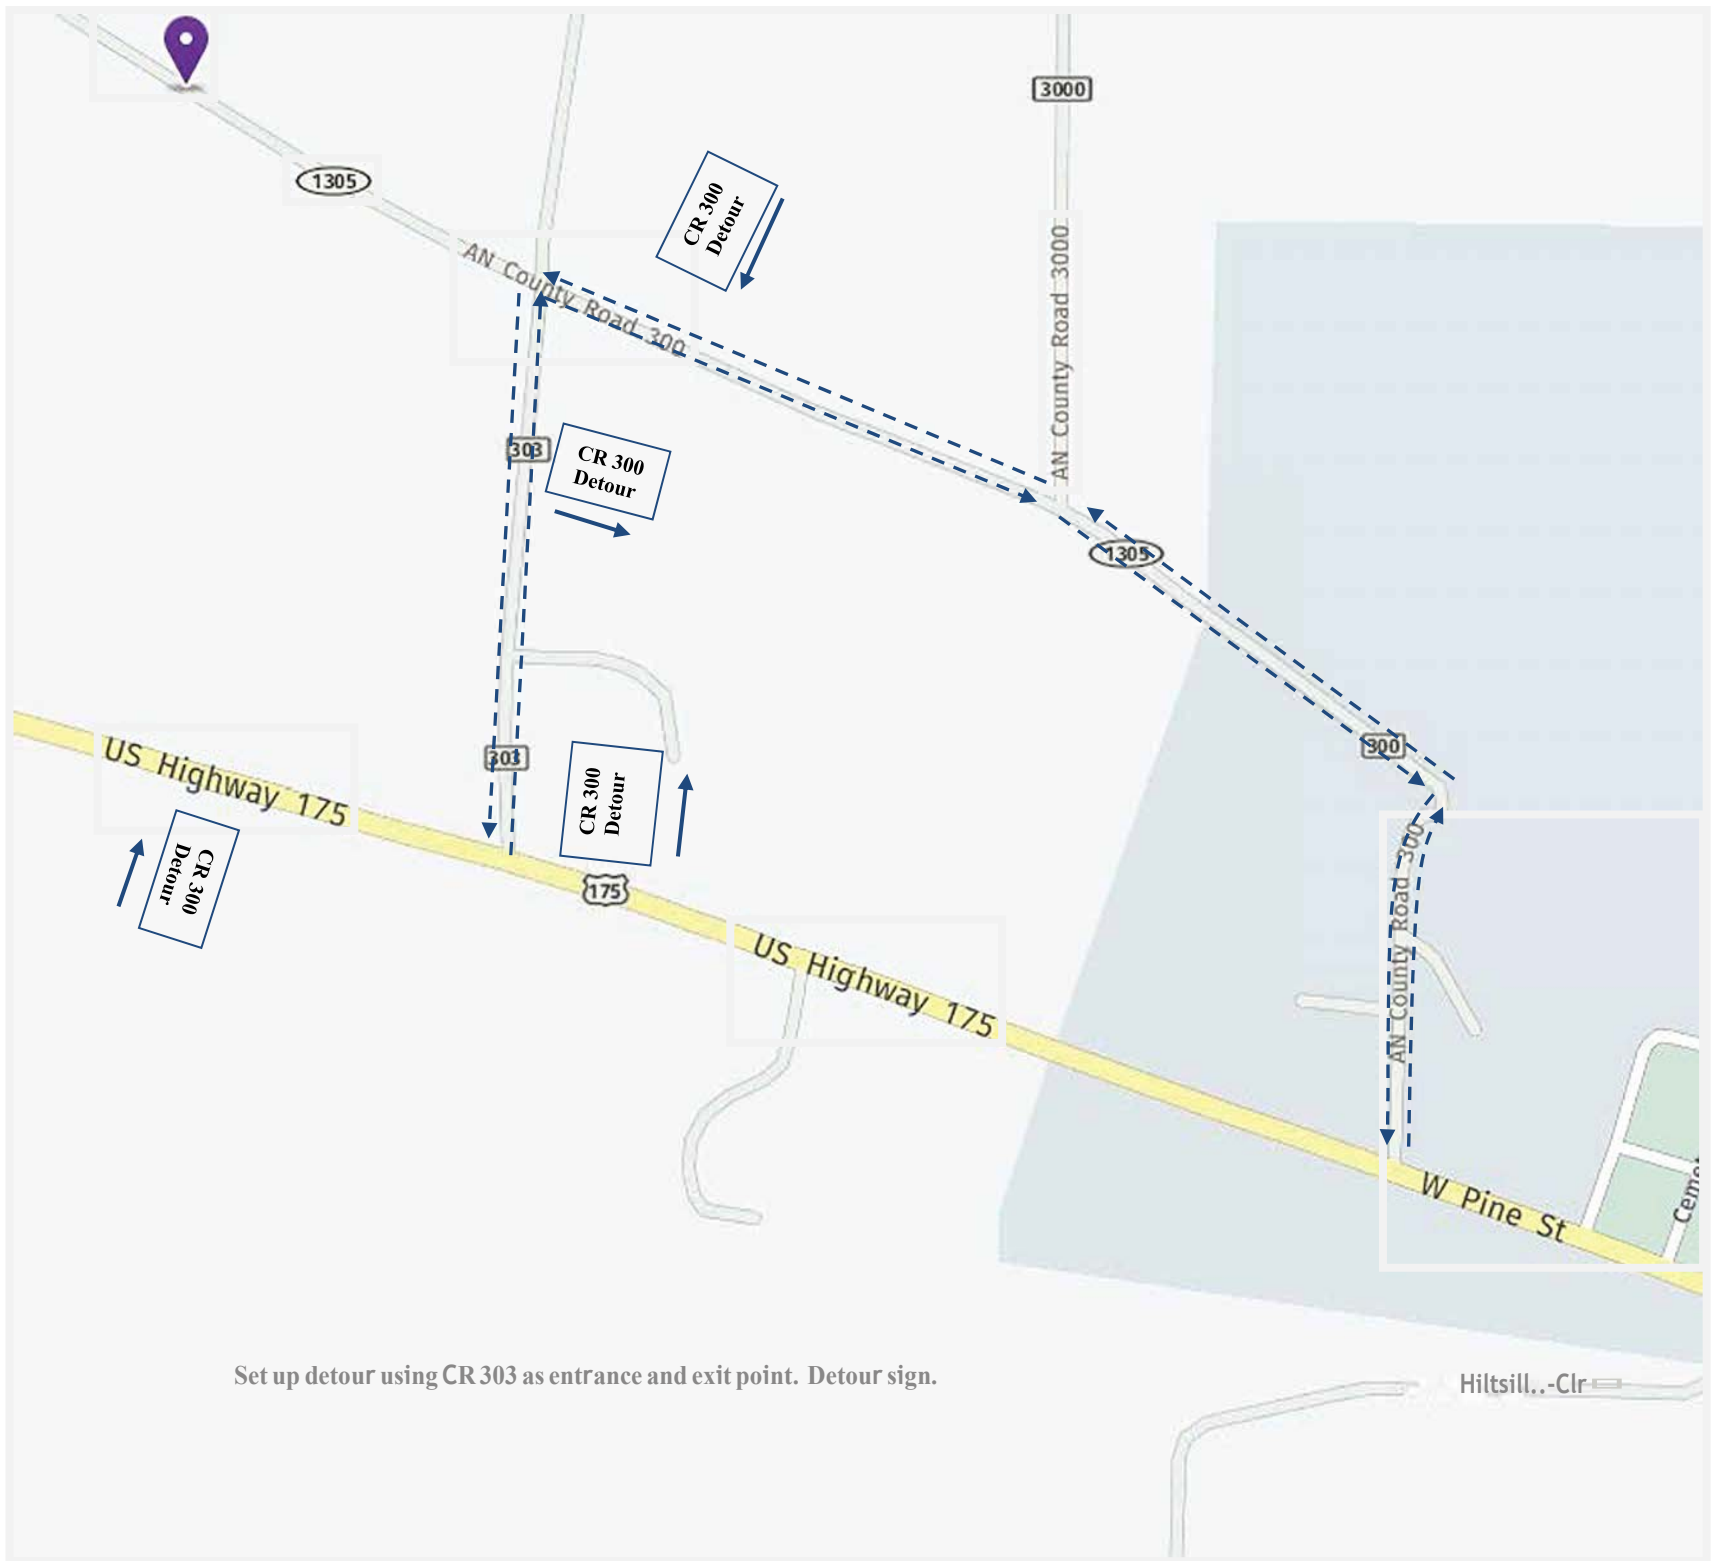 3000
1305
CR 300
Detour
AN County Road 300
AN County Road 3000
303
CR 300
Detour
1305
303
300
US Highway 175
CR 300
Detour
CR 300
Detour
175
AN County Road 300
US Highway 175
W Pine St
Set up detour using CR 303 as entrance and exit point. Detour sign.
Hiltsill..-Clr